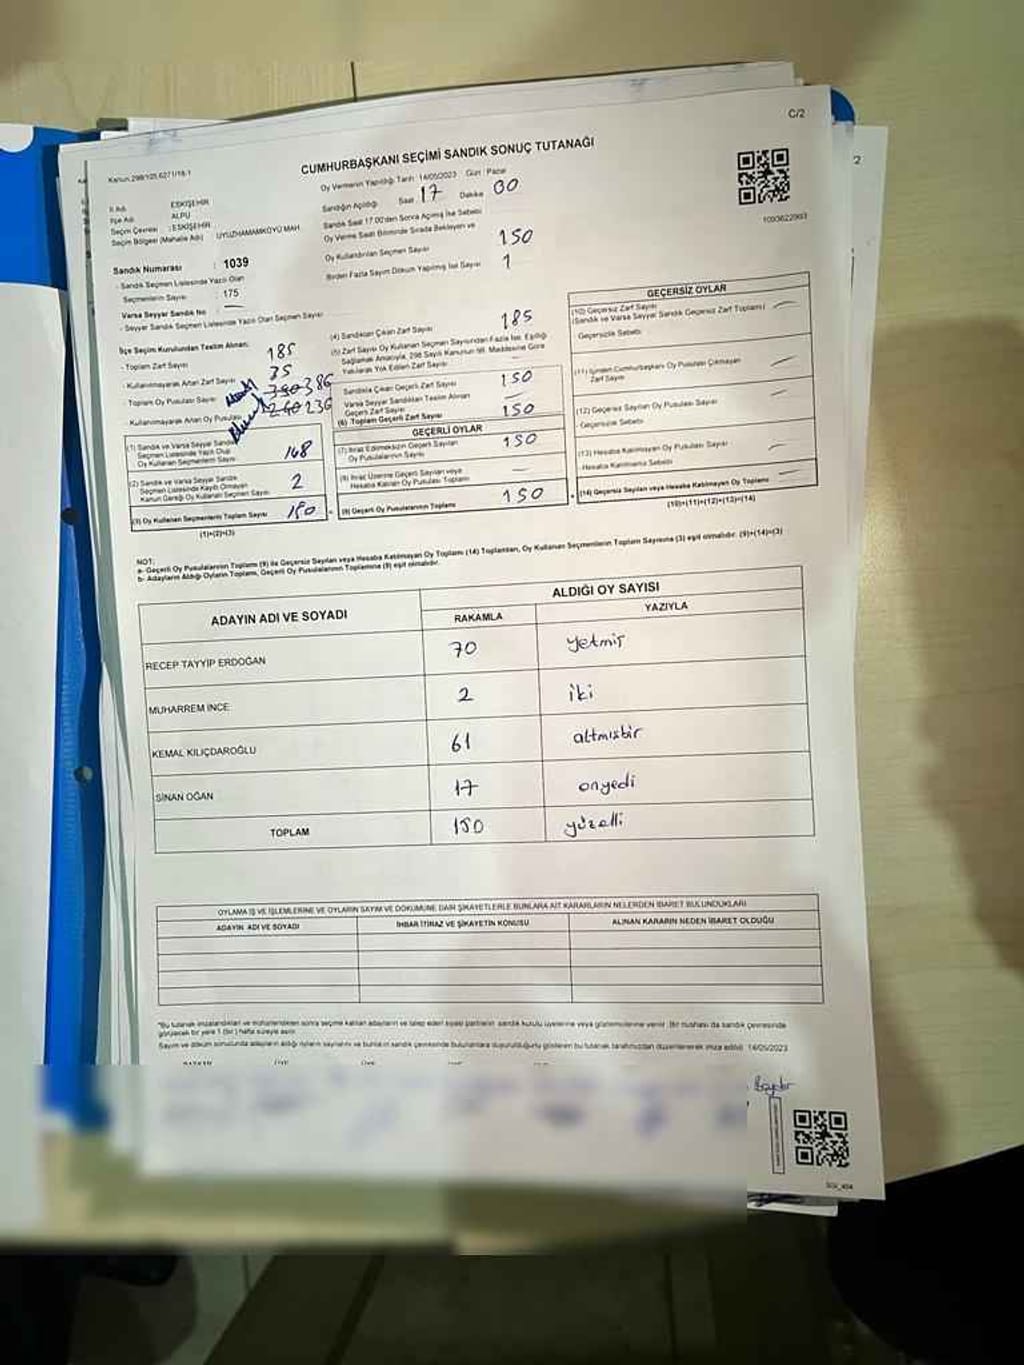 C/2
Kanun.298/105,6271/18-1
CUMHURBAŞKANI SEÇİMİ SANDIK SONUÇ TUTANAĞI
Oy Vermenin Yapıldığı Tarih : 14/05/2023 Gün : Pazar
İl Adı : ESKİŞEHİR
İlçe Adı : ALPU
Seçim Çevresi : ESKİŞEHİR
Seçim Bölgesi (Mahalle Adı) : UYUZHAMAMKÖYÜ MAH
Sandığın Açıldığı Saat 17 Dakika 00
Sandık Saat 17.00'den Sonra Açılmış İse Sebebi
Oy Verme Saati Bitiminde Sırada Bekleyen ve
Oy Kullandırılan Seçmen Sayısı 150
Birden Fazla Sayım Döküm Yapılmış İse Sayısı 1
1093622993
Sandık Numarası : 1039
- Sandık Seçmen Listesinde Yazılı Olan
Seçmenlerin Sayısı : 175
Varsa Seyyar Sandık No : —
- Seyyar Sandık Seçmen Listesinde Yazılı Olan Seçmen Sayısı
İlçe Seçim Kurulundan Teslim Alınan:
- Toplam Zarf Sayısı 185
- Kullanılmayarak Artan Zarf Sayısı 35
- Toplam Oy Pusulası Sayısı 386
- Kullanılmayarak Artan Oy Pusulası 236
(1) Sandık ve Varsa Seyyar Sandık
Seçmen Listesinde Yazılı Olup
Oy Kullanan Seçmenlerin Sayısı 148
(2) Sandık ve Varsa Seyyar Sandık
Seçmen Listesinde Kayıtlı Olmayan
Kanun Gereği Oy Kullanan Seçmen Sayısı 2
(3) Oy Kullanan Seçmenlerin Toplam Sayısı 150
(1)+(2)=(3)
(4) Sandıktan Çıkan Zarf Sayısı 185
(5) Zarf Sayısı Oy Kullanan Seçmen Sayısından Fazla İse, Eşitliği
Sağlamak Amacıyla, 298 Sayılı Kanunun 98. Maddesine Göre
Yakılarak Yok Edilen Zarf Sayısı —
Sandıkta Çıkan Geçerli Zarf Sayısı 150
Varsa Seyyar Sandıktan Teslim Alınan
Geçerli Zarf Sayısı —
(6) Toplam Geçerli Zarf Sayısı 150
GEÇERLİ OYLAR
(7) İtiraz Edilmeksizin Geçerli Sayılan
Oy Pusulalarının Sayısı 150
(8) İtiraz Üzerine Geçerli Sayılan veya
Hesaba Katılan Oy Pusulası Toplamı —
(9) Geçerli Oy Pusulalarının Toplamı 150
GEÇERSİZ OYLAR
(10) Geçersiz Zarf Sayısı —
(Sandık ve Varsa Seyyar Sandık Geçersiz Zarf Toplamı)
Geçersizlik Sebebi:
(11) İçinden Cumhurbaşkanı Oy Pusulası Çıkmayan
Zarf Sayısı —
(12) Geçersiz Sayılan Oy Pusulası Sayısı —
- Geçersizlik Sebebi:
(13) Hesaba Katılmayan Oy Pusulası Sayısı —
- Hesaba Katılmama Sebebi:
(14) Geçersiz Sayılan veya Hesaba Katılmayan Oy Toplamı —
(10)+(11)+(12)+(13)=(14)
NOT:
a- Geçerli Oy Pusulalarının Toplamı (9) ile Geçersiz Sayılan veya Hesaba Katılmayan Oy Toplamı (14) Toplamları, Oy Kullanan Seçmenlerin Toplam Sayısına (3) eşit olmalıdır. (9)+(14)=(3)
b- Adayların Aldığı Oyların Toplamı, Geçerli Oy Pusulalarının Toplamına (9) eşit olmalıdır.
ADAYIN ADI VE SOYADI
ALDIĞI OY SAYISI
RAKAMLA YAZIYLA
RECEP TAYYİP ERDOĞAN 70 yetmiş
MUHARREM İNCE 2 iki
KEMAL KILIÇDAROĞLU 61 altmışbir
SİNAN OĞAN 17 onyedi
TOPLAM 150 yüzelli
OYLAMA İŞ VE İŞLEMLERİNE VE OYLARIN SAYIM VE DÖKÜMÜNE DAİR ŞİKAYETLERLE BUNLARA AİT KARARLARIN NELERDEN İBARET BULUNDUKLARI
ADAYIN ADI VE SOYADI İHBAR İTİRAZ VE ŞİKAYETİN KONUSU ALINAN KARARIN NEDEN İBARET OLDUĞU
*Bu tutanak imzalandıktan ve mühürlendikten sonra seçime katılan adayların ve talep eden siyasi partilerin sandık kurulu üyelerine veya gözlemcilerine verilir. Bir nüshası da sandık çevresinde
görülecek bir yere 1 (bir) hafta süreyle asılır.
Sayım ve döküm sonucunda adayların aldığı oyların sayılarını ve bunların sandık çevresinde bulunanlara duyurulduğunu gösteren bu tutanak tarafımızdan düzenlenerek imza edildi. 14/05/2023